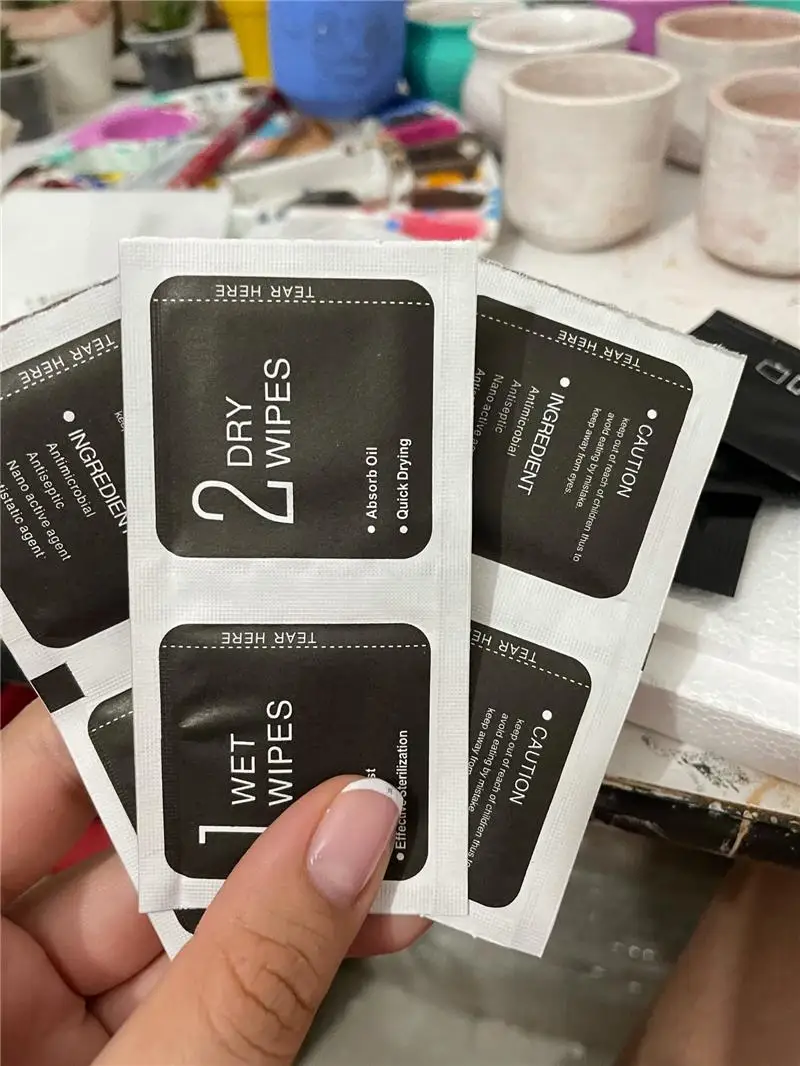 TEAR HERE
2 DRY
WIPES
• Absorb Oil
• Quick Drying
TEAR HERE
1 WET
WIPES
• Effective Sterilization
TEAR HERE
• INGREDIENT
Antimicrobial
Antiseptic
Nano active agent
TEAR HERE
• CAUTION
keep out of reach of children thus to
avoid eating by mistake.
keep away from eyes.
• INGREDIENT
Antimicrobial
Antiseptic
Nano active
TEAR HERE
• CAUTION
keep out of reach of children thus to
avoid eating by mistake.
keep away from